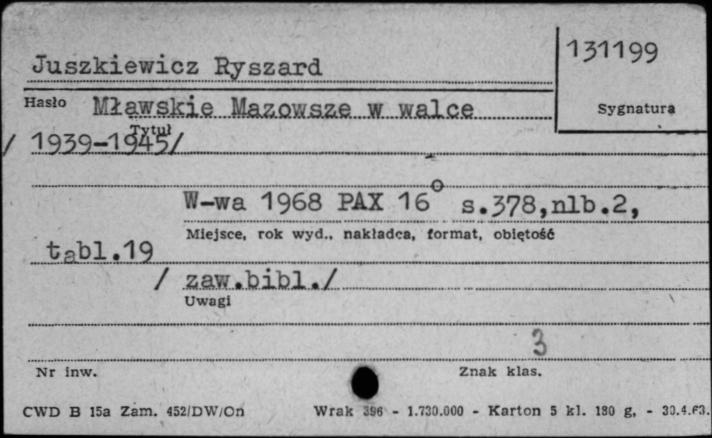 Juszkiewicz Ryszard
131199
Hasło Mławskie Mazowsze w walce
Sygnatura
Tytuł
/ 1939-1945/
W-wa 1968 PAX 16° s.378,nlb.2,
Miejsce, rok wyd., nakładca, format, objętość
tabl.19
/ zaw.bibl./
Uwagi
3
Nr inw. Znak klas.
CWD B 15a Zam. 452/DW/On Wrak 396 - 1.730.000 - Karton 5 kl. 180 g, - 30.4.63.